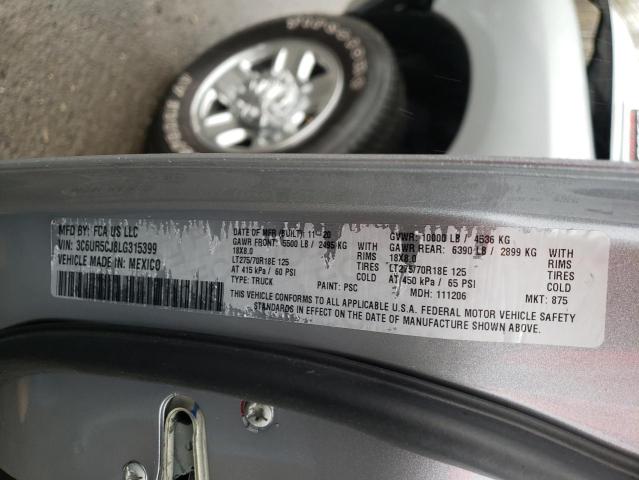 Firestone
MFD BY: FCA US LLC
VIN: 3C6UR5CJ8LG315399
VEHICLE MADE IN: MEXICO
DATE OF MFR (BUILT): 11-20 GVWR: 10000 LB / 4536 KG
GAWR FRONT: 5500 LB / 2495 KG GAWR REAR: 6390 LB / 2899 KG
18X8.0 RIMS 18X8.0 RIMS
LT275/70R18E 125 TIRES LT275/70R18E 125 TIRES
AT 415 kPa / 60 PSI COLD AT 450 kPa / 65 PSI COLD
TYPE: TRUCK PAINT: PSC MDH: 111206 MKT: 875
THIS VEHICLE CONFORMS TO ALL APPLICABLE U.S.A. FEDERAL MOTOR VEHICLE SAFETY
STANDARDS IN EFFECT ON THE DATE OF MANUFACTURE SHOWN ABOVE.